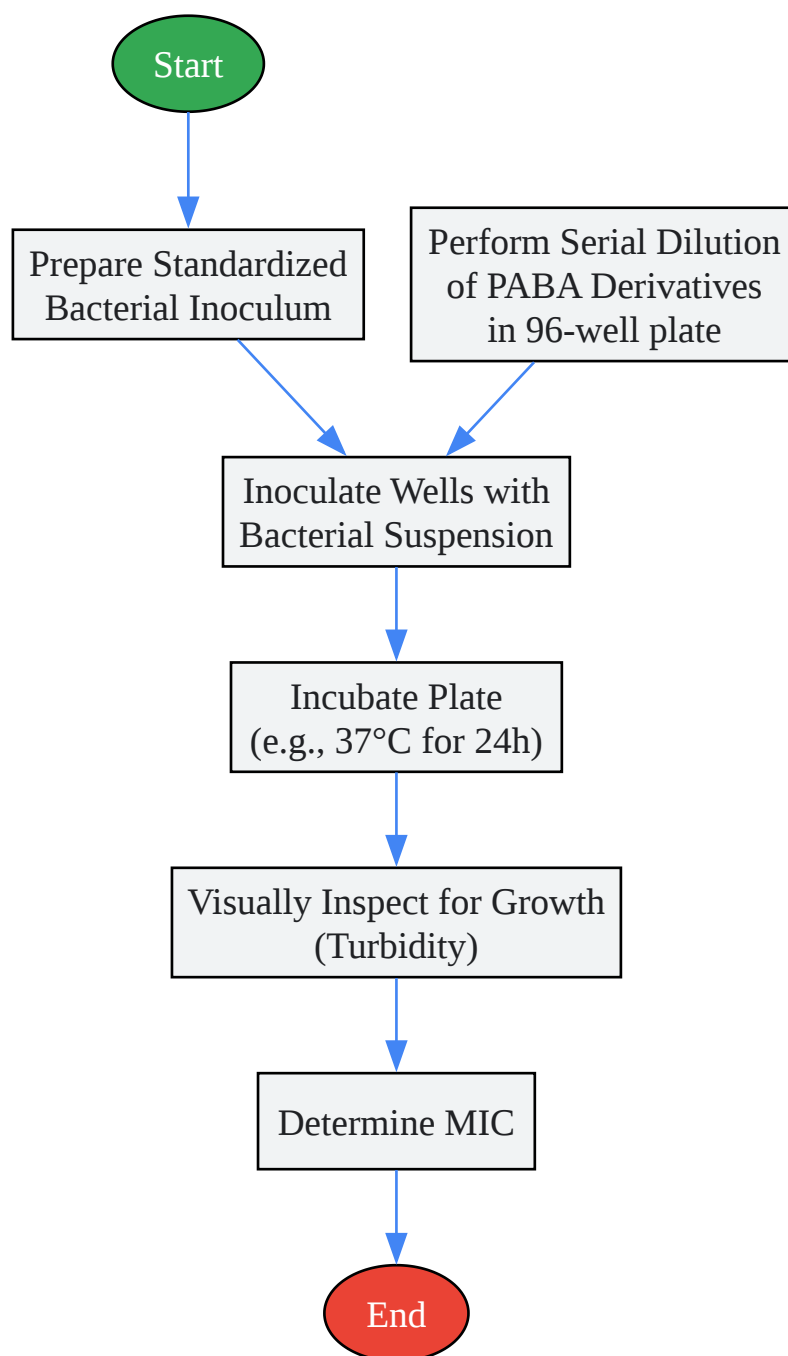 Start
Prepare Standardized
Bacterial Inoculum
Perform Serial Dilution
of PABA Derivatives
in 96-well plate
Inoculate Wells with
Bacterial Suspension
Incubate Plate
(e.g., 37°C for 24h)
Visually Inspect for Growth
(Turbidity)
Determine MIC
End